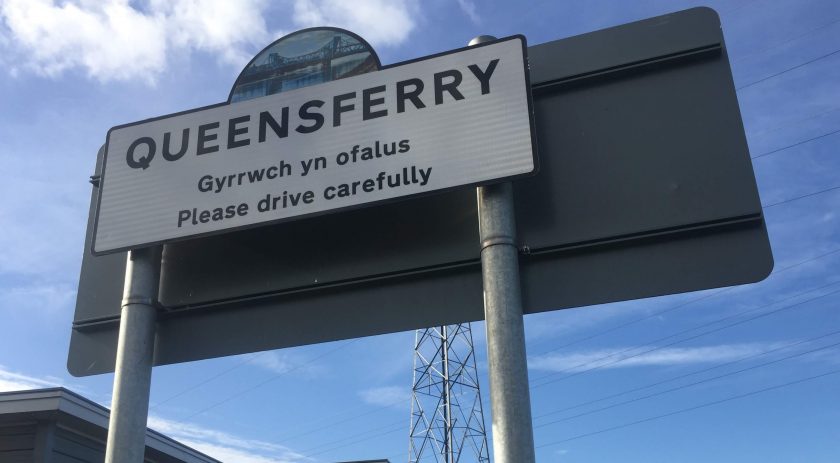 QUEENSFERRY
Gyrrwch yn ofalus
Please drive carefully